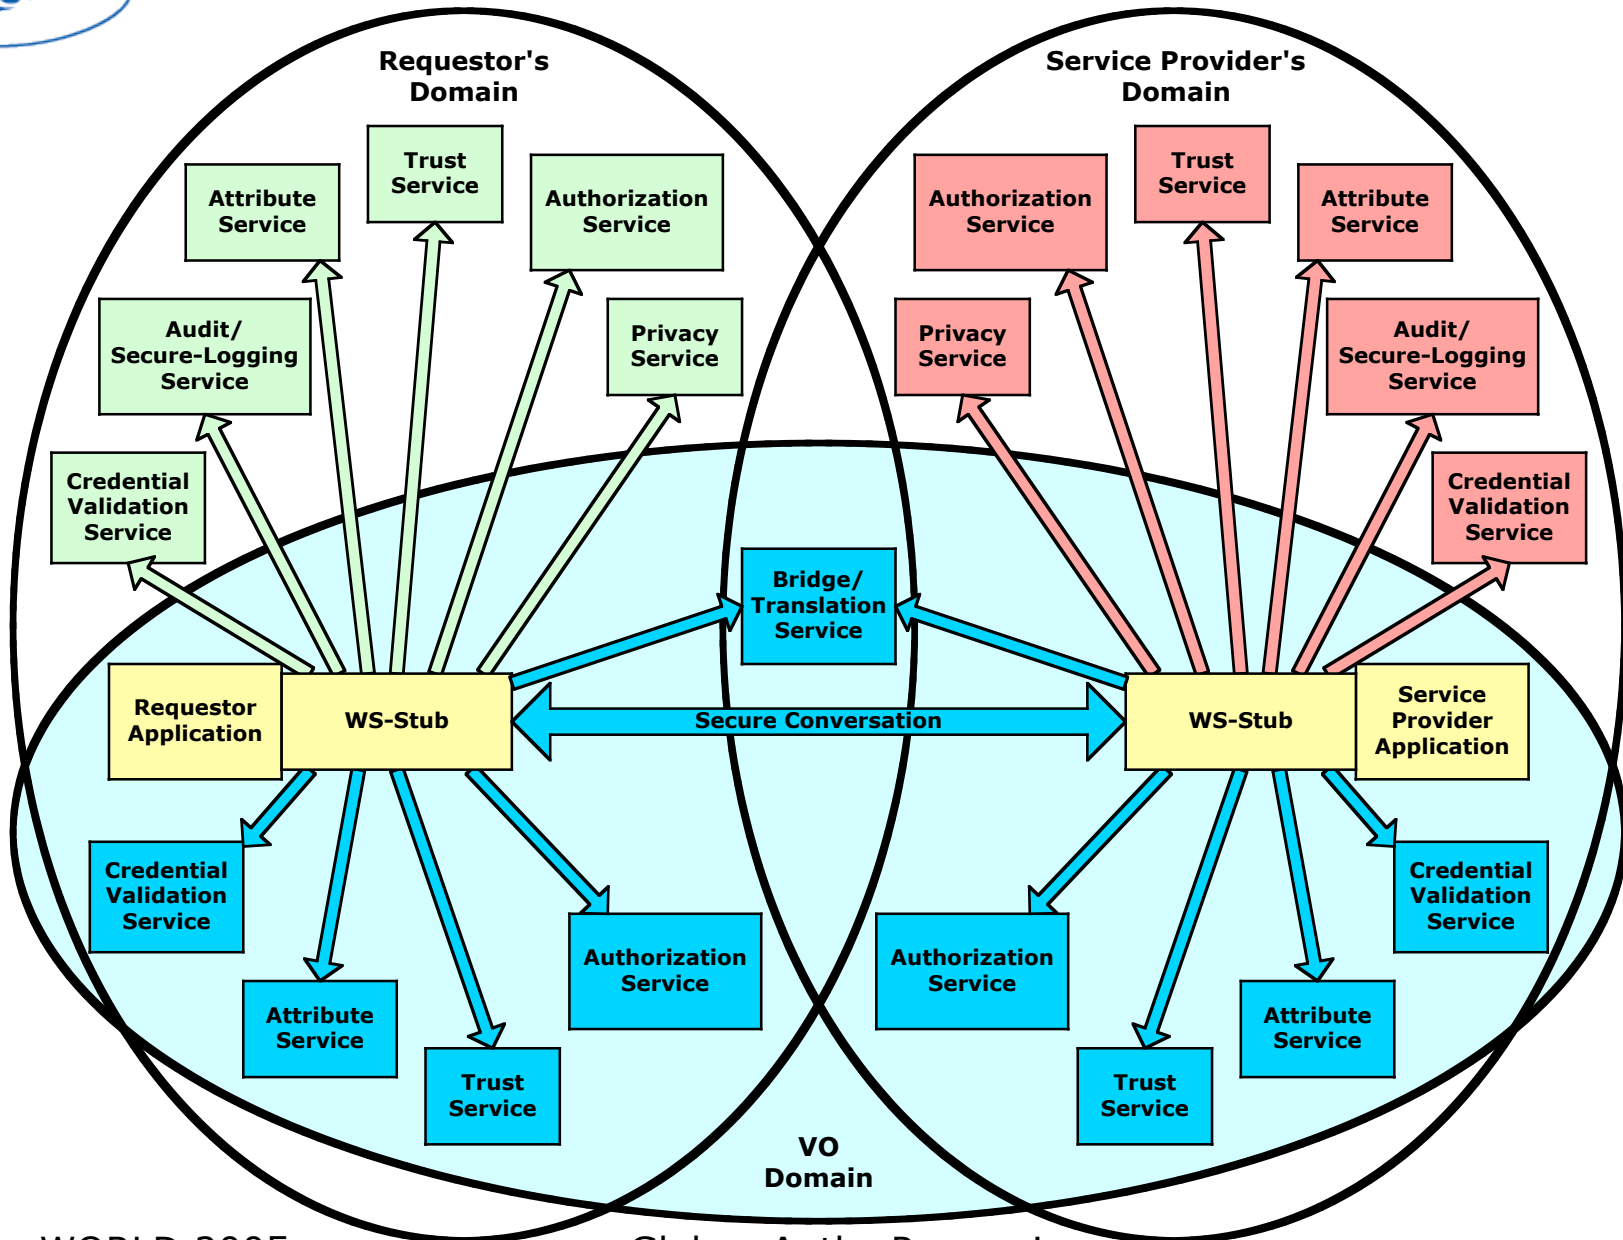 Requestor's
Domain
Service Provider's
Domain
Trust
Service
Attribute
Service
Authorization
Service
Audit/
Secure-Logging
Service
Privacy
Service
Credential
Validation
Service
Authorization
Service
Trust
Service
Attribute
Service
Privacy
Service
Audit/
Secure-Logging
Service
Credential
Validation
Service
Bridge/
Translation
Service
Requestor
Application
WS-Stub
Secure Conversation
WS-Stub
Service
Provider
Application
Credential
Validation
Service
Attribute
Service
Trust
Service
Authorization
Service
Authorization
Service
Trust
Service
Attribute
Service
Credential
Validation
Service
VO
Domain